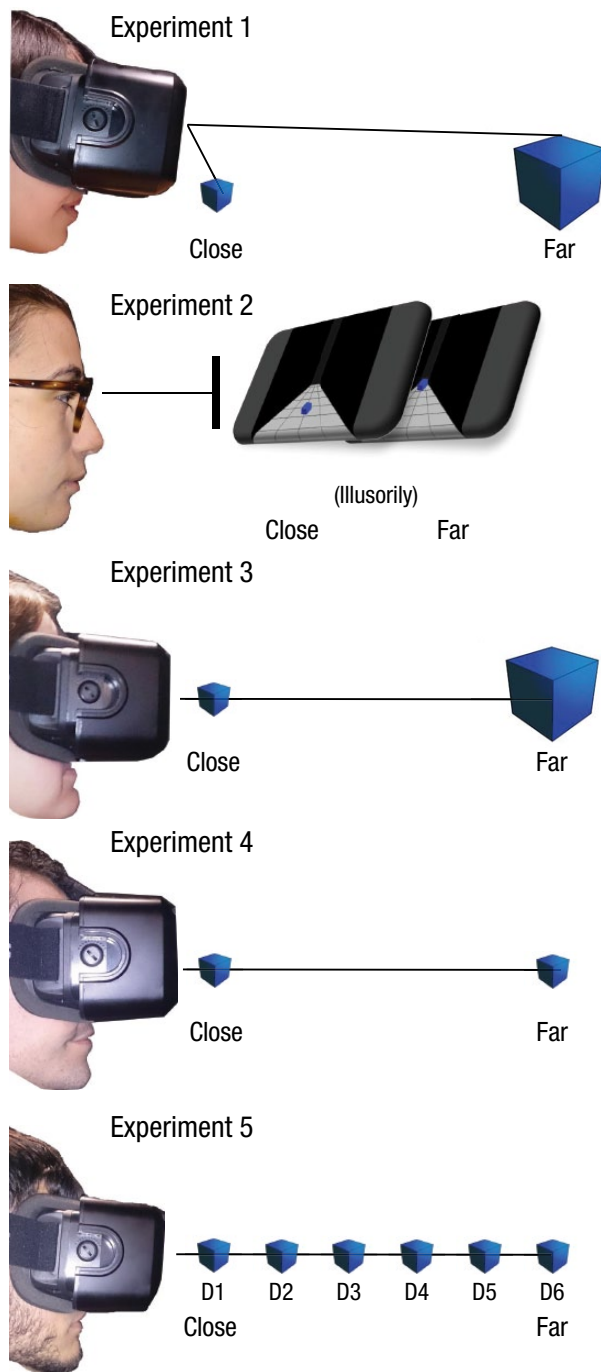 Experiment 1
Close Far
Experiment 2
(Illusorily)
Close Far
Experiment 3
Close Far
Experiment 4
Close Far
Experiment 5
D1 D2 D3 D4 D5 D6
Close Far